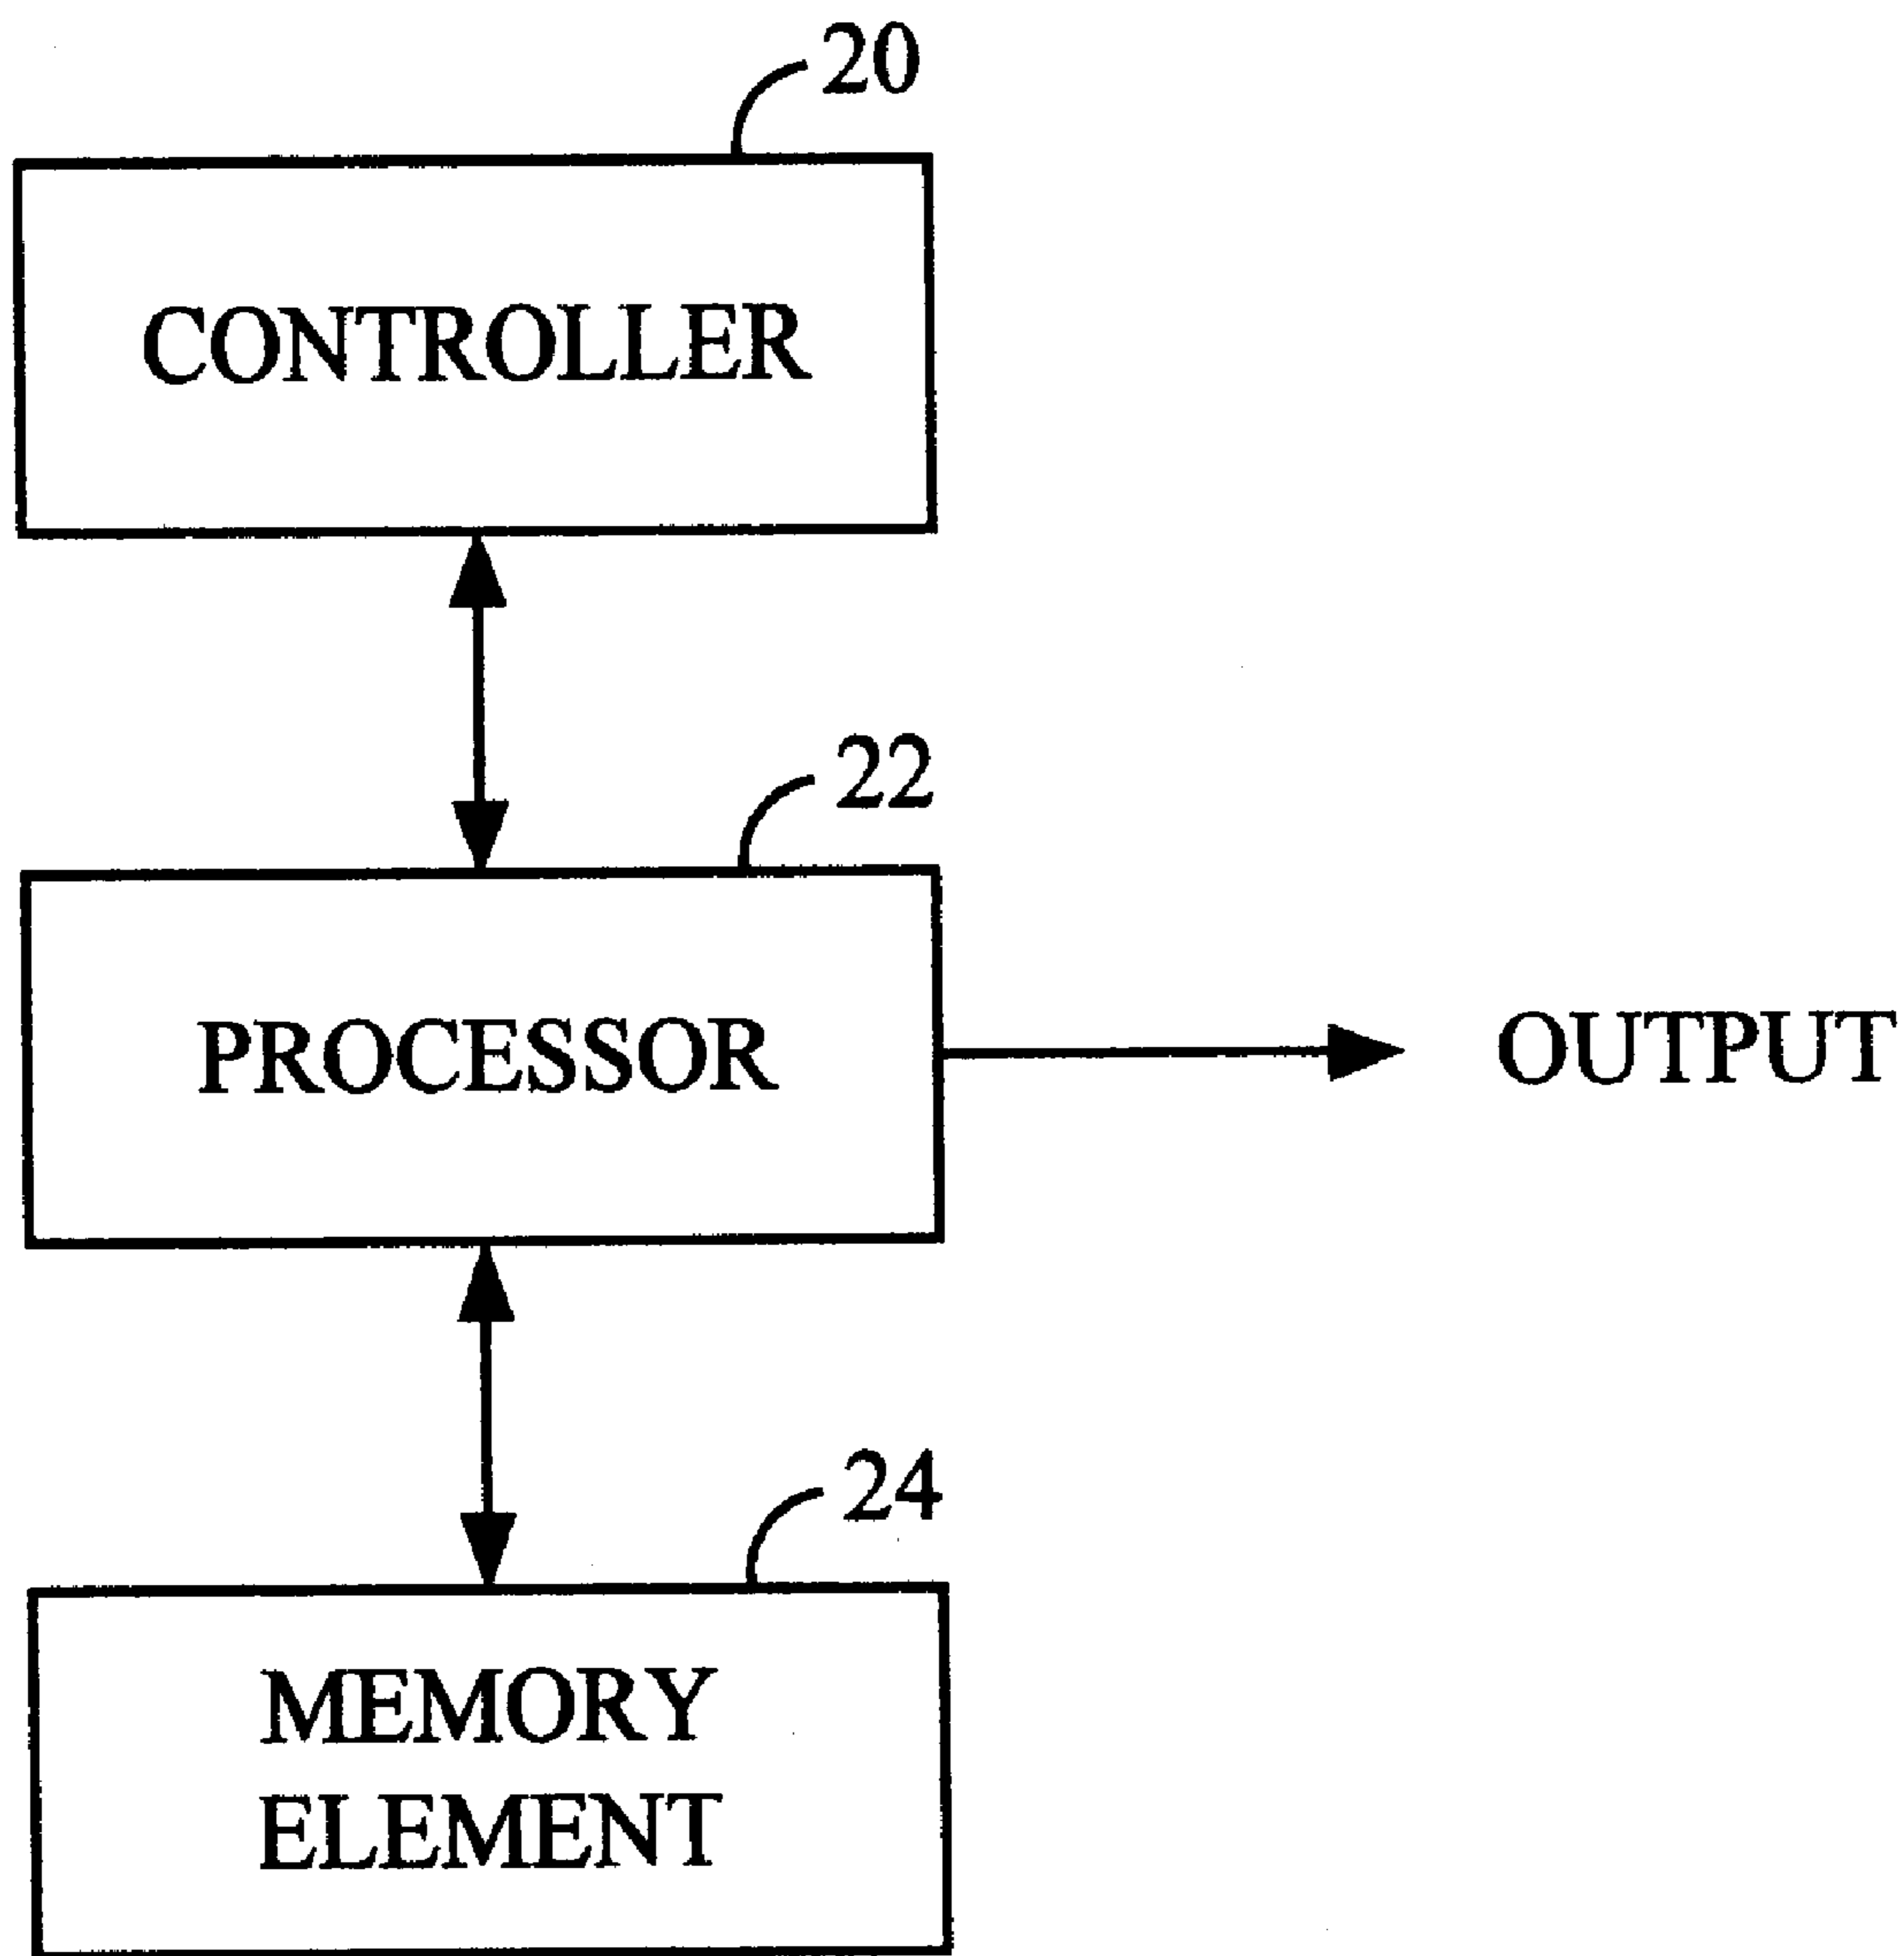 20
CONTROLLER
22
PROCESSOR
OUTPUT
24
MEMORY
ELEMENT